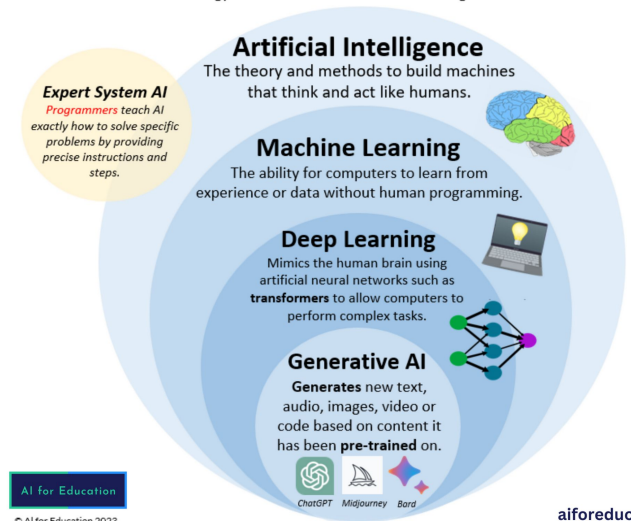 Artificial Intelligence
The theory and methods to build machines
that think and act like humans.
Expert System AI
Programmers teach AI
exactly how to solve specific
problems by providing
precise instructions and
steps.
Machine Learning
The ability for computers to learn from
experience or data without human programming.
Deep Learning
Mimics the human brain using
artificial neural networks such as
transformers to allow computers to
perform complex tasks.
Generative AI
Generates new text,
audio, images, video or
code based on content it
has been pre-trained on.
ChatGPT Midjourney Bard
AI for Education
© AI for Education 2023
aiforeduc